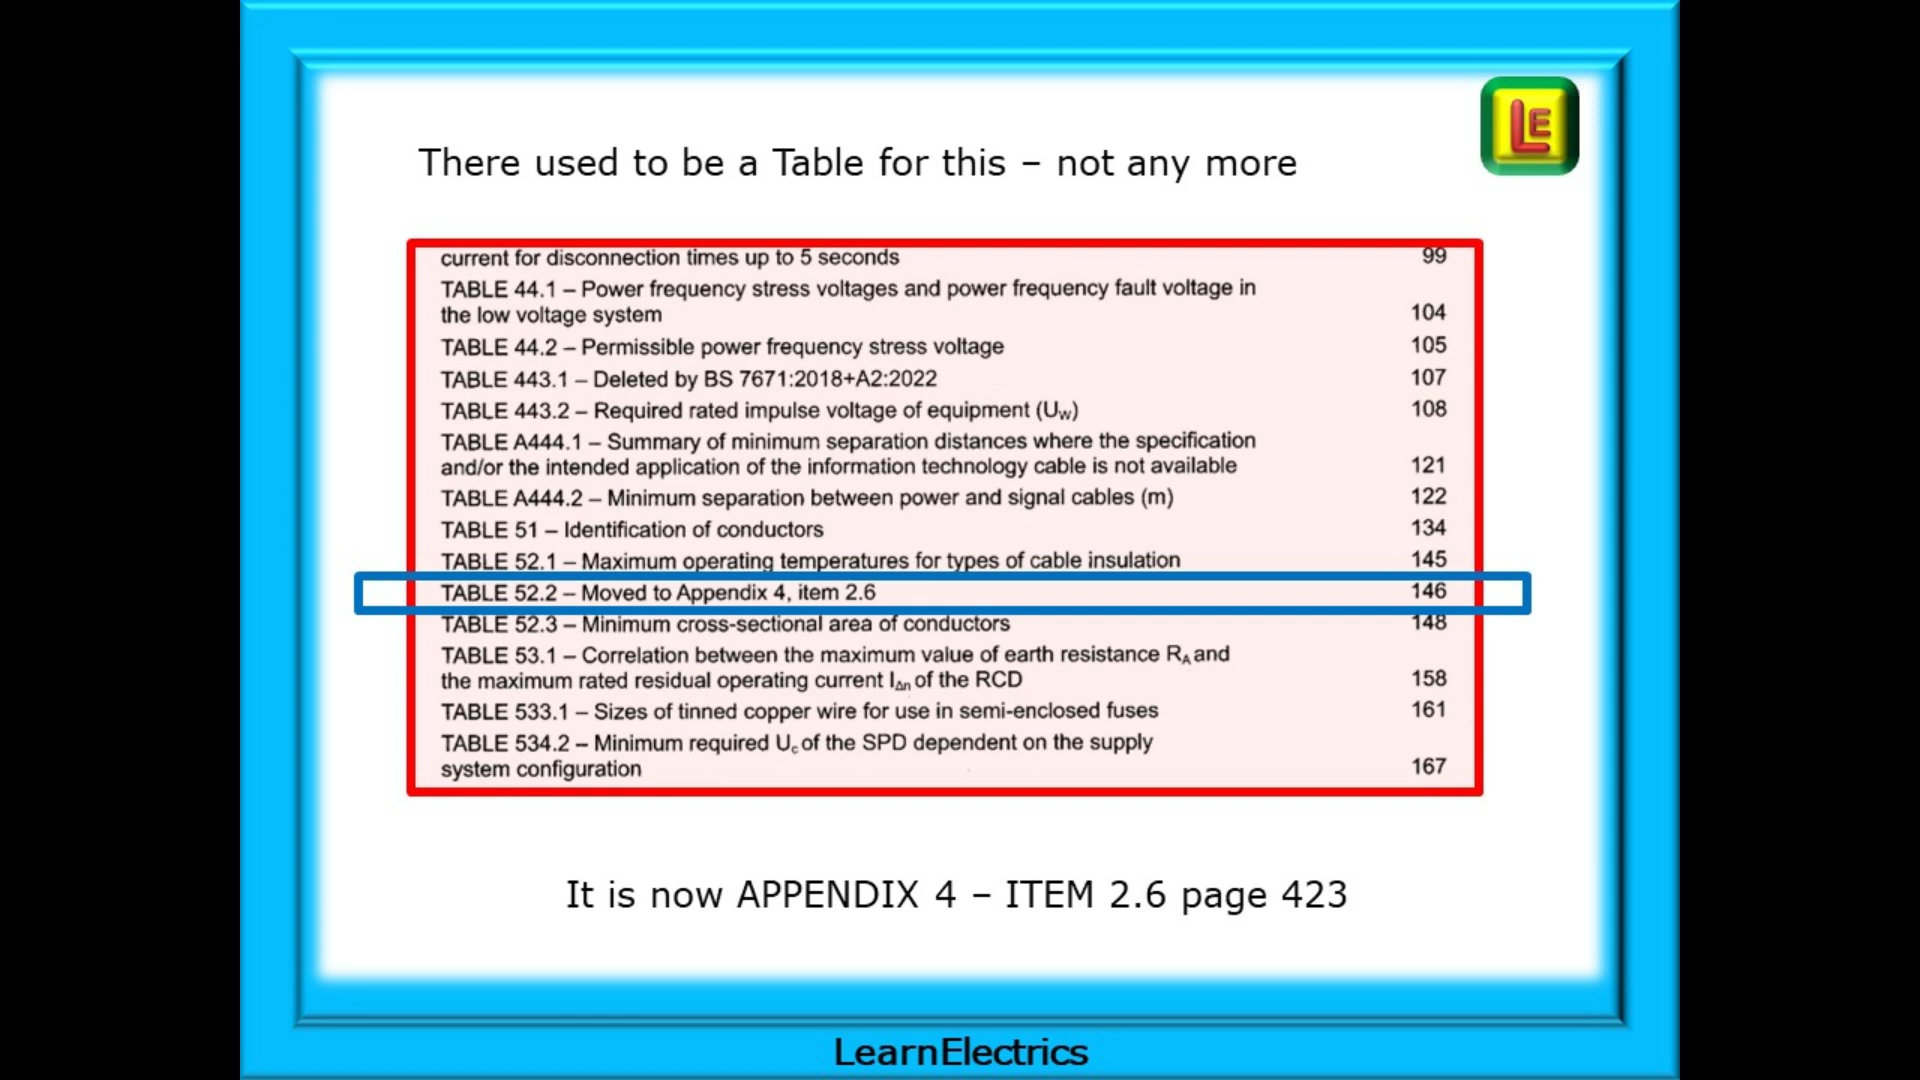 LE
There used to be a Table for this – not any more
current for disconnection times up to 5 seconds 99
TABLE 44.1 – Power frequency stress voltages and power frequency fault voltage in
the low voltage system 104
TABLE 44.2 – Permissible power frequency stress voltage 105
TABLE 443.1 – Deleted by BS 7671:2018+A2:2022 107
TABLE 443.2 – Required rated impulse voltage of equipment (Uw) 108
TABLE A444.1 – Summary of minimum separation distances where the specification
and/or the intended application of the information technology cable is not available 121
TABLE A444.2 – Minimum separation between power and signal cables (m) 122
TABLE 51 – Identification of conductors 134
TABLE 52.1 – Maximum operating temperatures for types of cable insulation 145
TABLE 52.2 – Moved to Appendix 4, item 2.6 146
TABLE 52.3 – Minimum cross-sectional area of conductors 148
TABLE 53.1 – Correlation between the maximum value of earth resistance RA and
the maximum rated residual operating current IΔn of the RCD 158
TABLE 533.1 – Sizes of tinned copper wire for use in semi-enclosed fuses 161
TABLE 534.2 – Minimum required Uc of the SPD dependent on the supply
system configuration 167
It is now APPENDIX 4 – ITEM 2.6 page 423
LearnElectrics